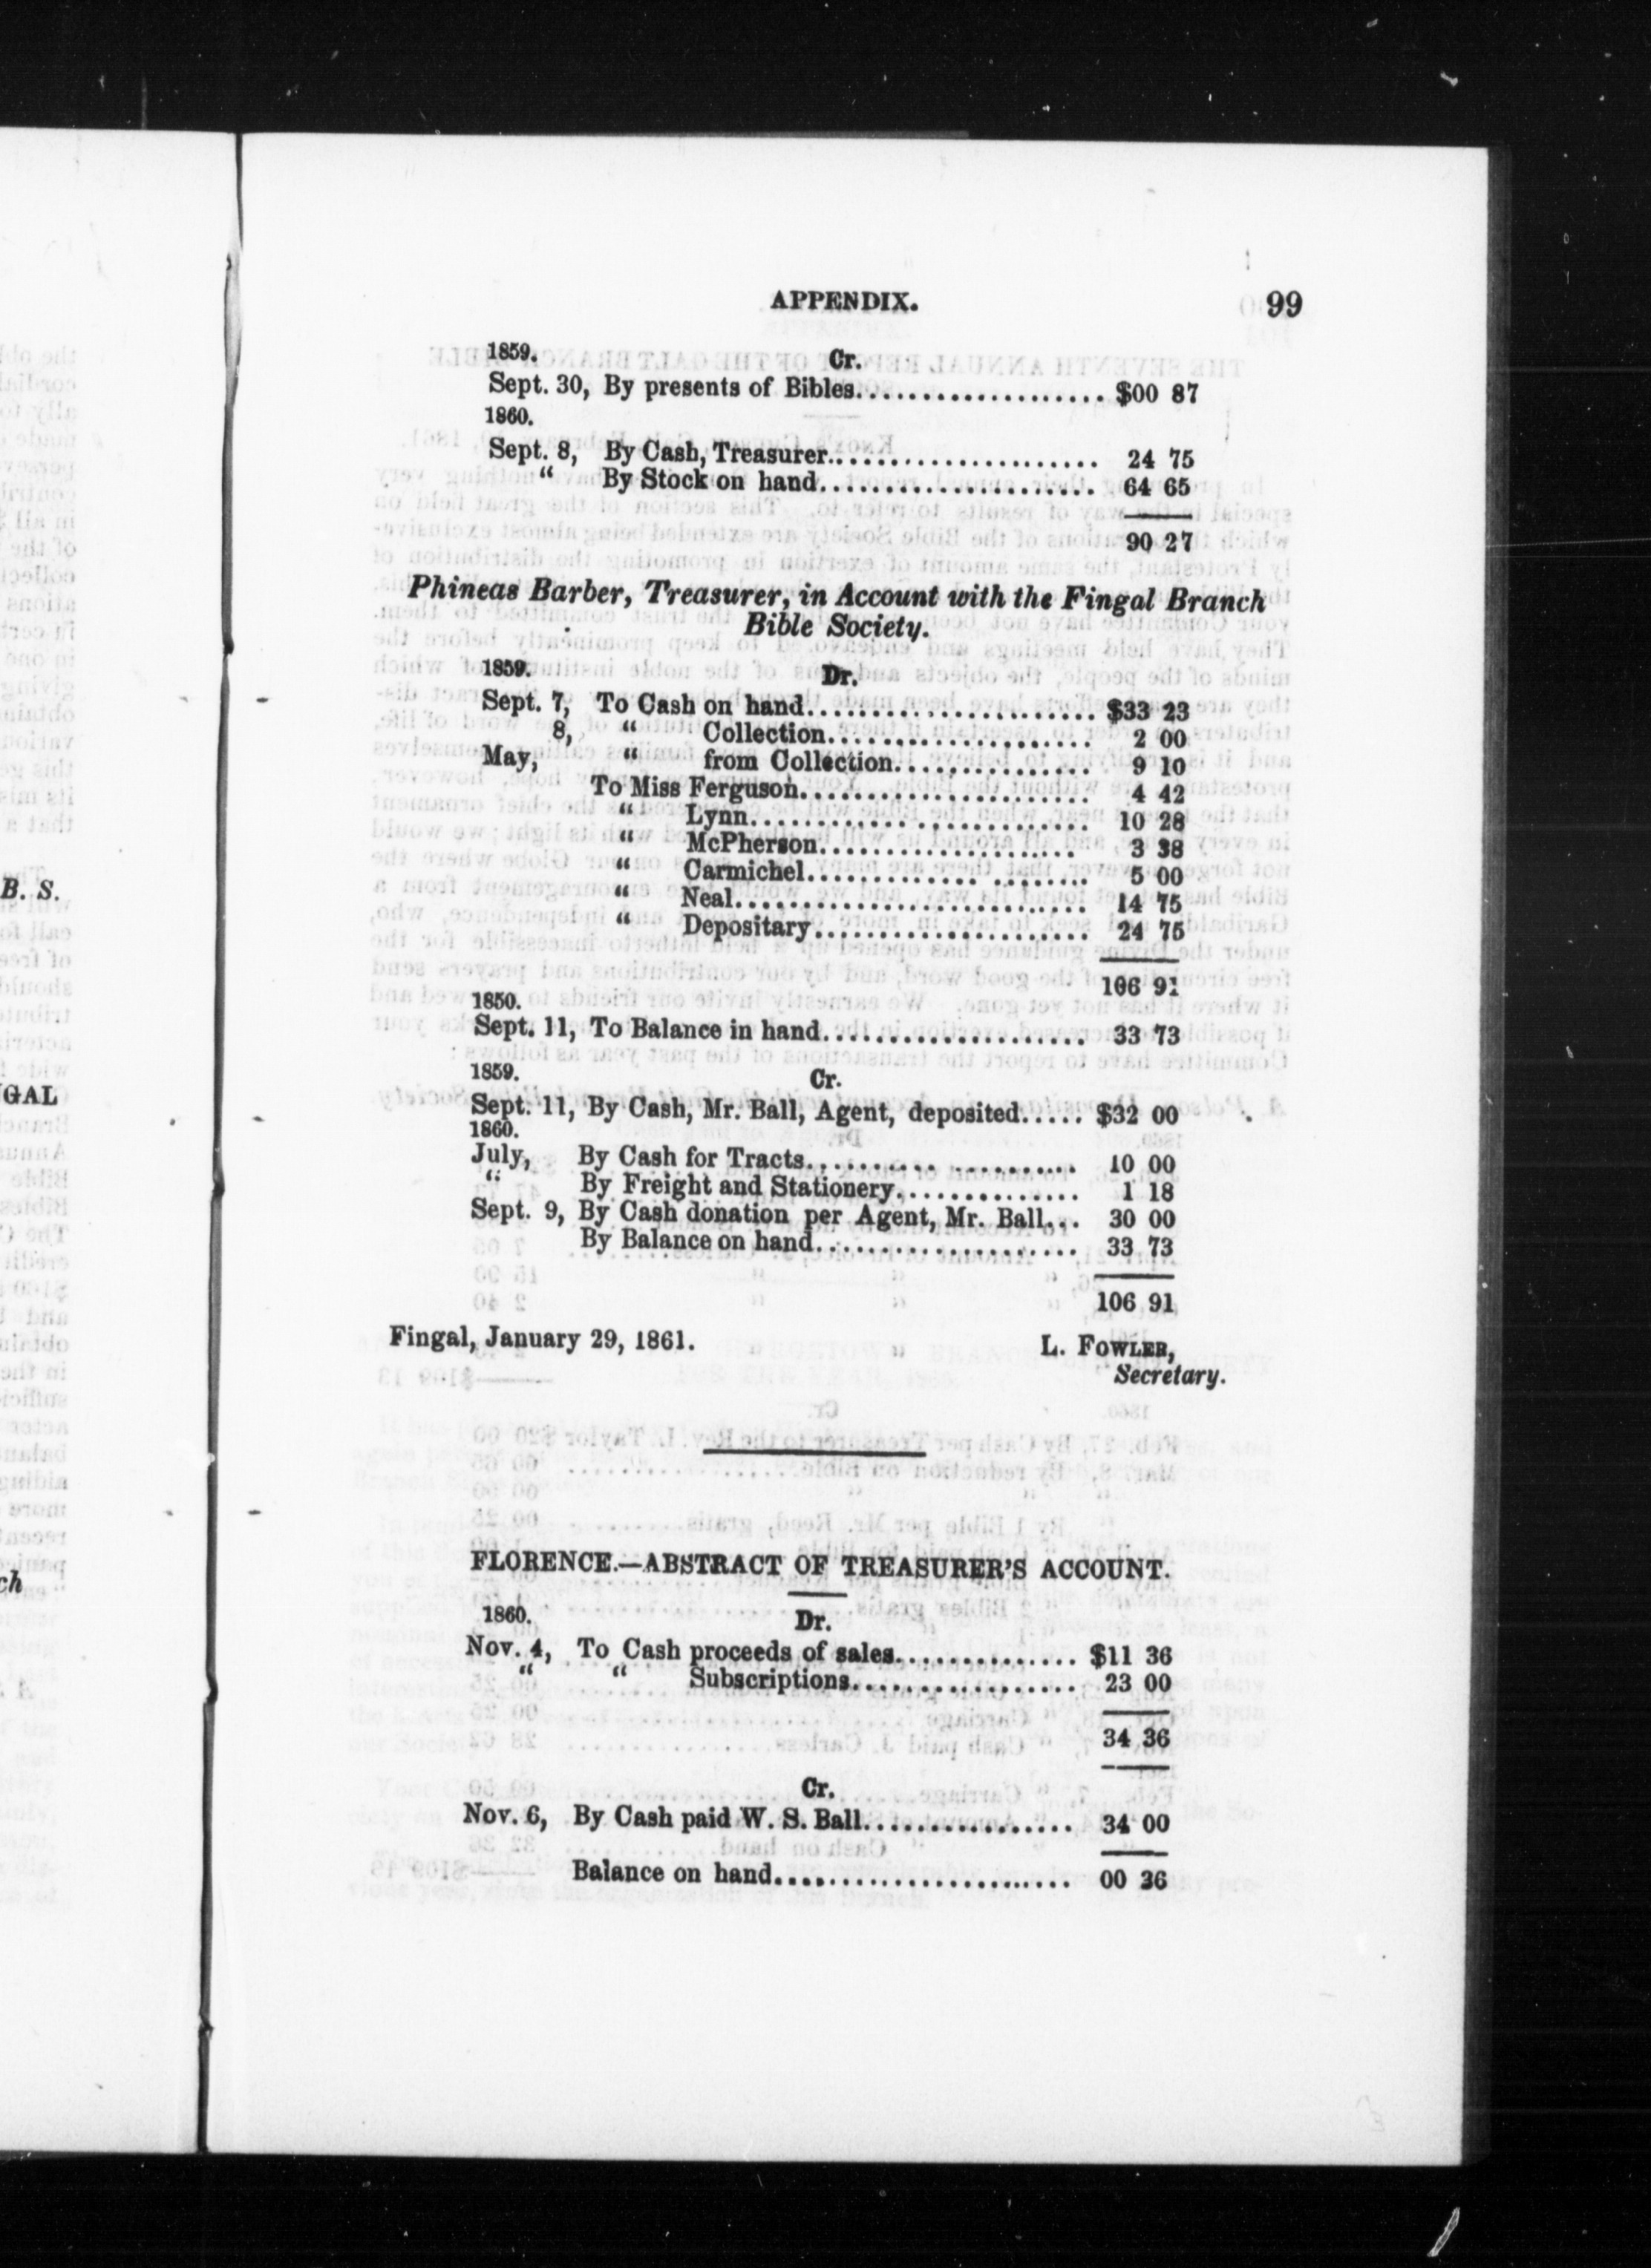 APPENDIX. 99
1859. Cr.
Sept. 30, By presents of Bibles.................... $00 87
1860.
Sept. 8, By Cash, Treasurer...................... 24 75
“ By Stock on hand...................... 64 65
90 27
Phineas Barber, Treasurer, in Account with the Fingal Branch
Bible Society.
1859. Dr.
Sept. 7, To Cash on hand....................... $33 23
8, “ Collection..................... 2 00
May, “ from Collection............... 9 10
To Miss Ferguson....................... 4 42
“ Lynn........................... 10 28
“ McPherson.................... 3 38
“ Carmichel............. ........ 5 00
“ Neal............................ 14 75
“ Depositary...................... 24 75
106 91
1850.
Sept. 11, To Balance in hand..................... 33 73
1859. Cr.
Sept. 11, By Cash, Mr. Ball, Agent, deposited..... $32 00
1860.
July, By Cash for Tracts.......... .......... 10 00
“ By Freight and Stationery.............. 1 18
Sept. 9, By Cash donation per Agent, Mr. Ball... 30 00
By Balance on hand..................... 33 73
106 91
Fingal, January 29, 1861. L. FOWLER,
Secretary.
FLORENCE.—ABSTRACT OF TREASURER'S ACCOUNT.
1860. Dr.
Nov. 4, To Cash proceeds of sales.............. $11 36
“ “ Subscriptions.................. 23 00
34 36
Cr.
Nov. 6, By Cash paid W. S. Ball................. 34 00
Balance on hand........................ 00 36
B. S.
GAL
ch